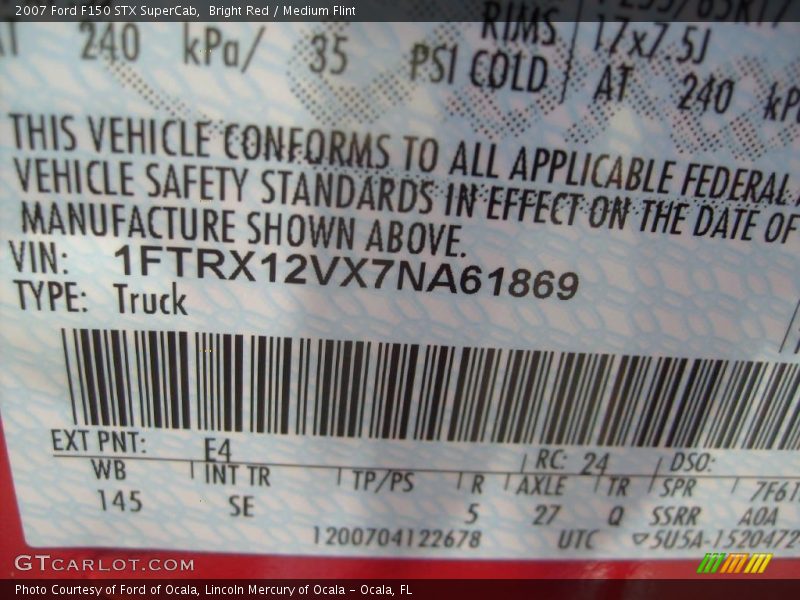 2007 Ford F150 STX SuperCab, Bright Red / Medium Flint
RIMS 17x7.5J
240 kPa/ 35 PSI COLD AT 240
THIS VEHICLE CONFORMS TO ALL APPLICABLE FEDERAL
VEHICLE SAFETY STANDARDS IN EFFECT ON THE DATE OF
MANUFACTURE SHOWN ABOVE.
VIN: 1FTRX12VX7NA61869
TYPE: Truck
EXT PNT: E4 RC: 24 DSO:
WB INT TR TP/PS R AXLE TR SPR 7F61
145 SE 5 27 Q SSRR A0A
1200704122678 UTC ▽5U5A-1520472
GTCARLOT.COM
Photo Courtesy of Ford of Ocala, Lincoln Mercury of Ocala – Ocala, FL